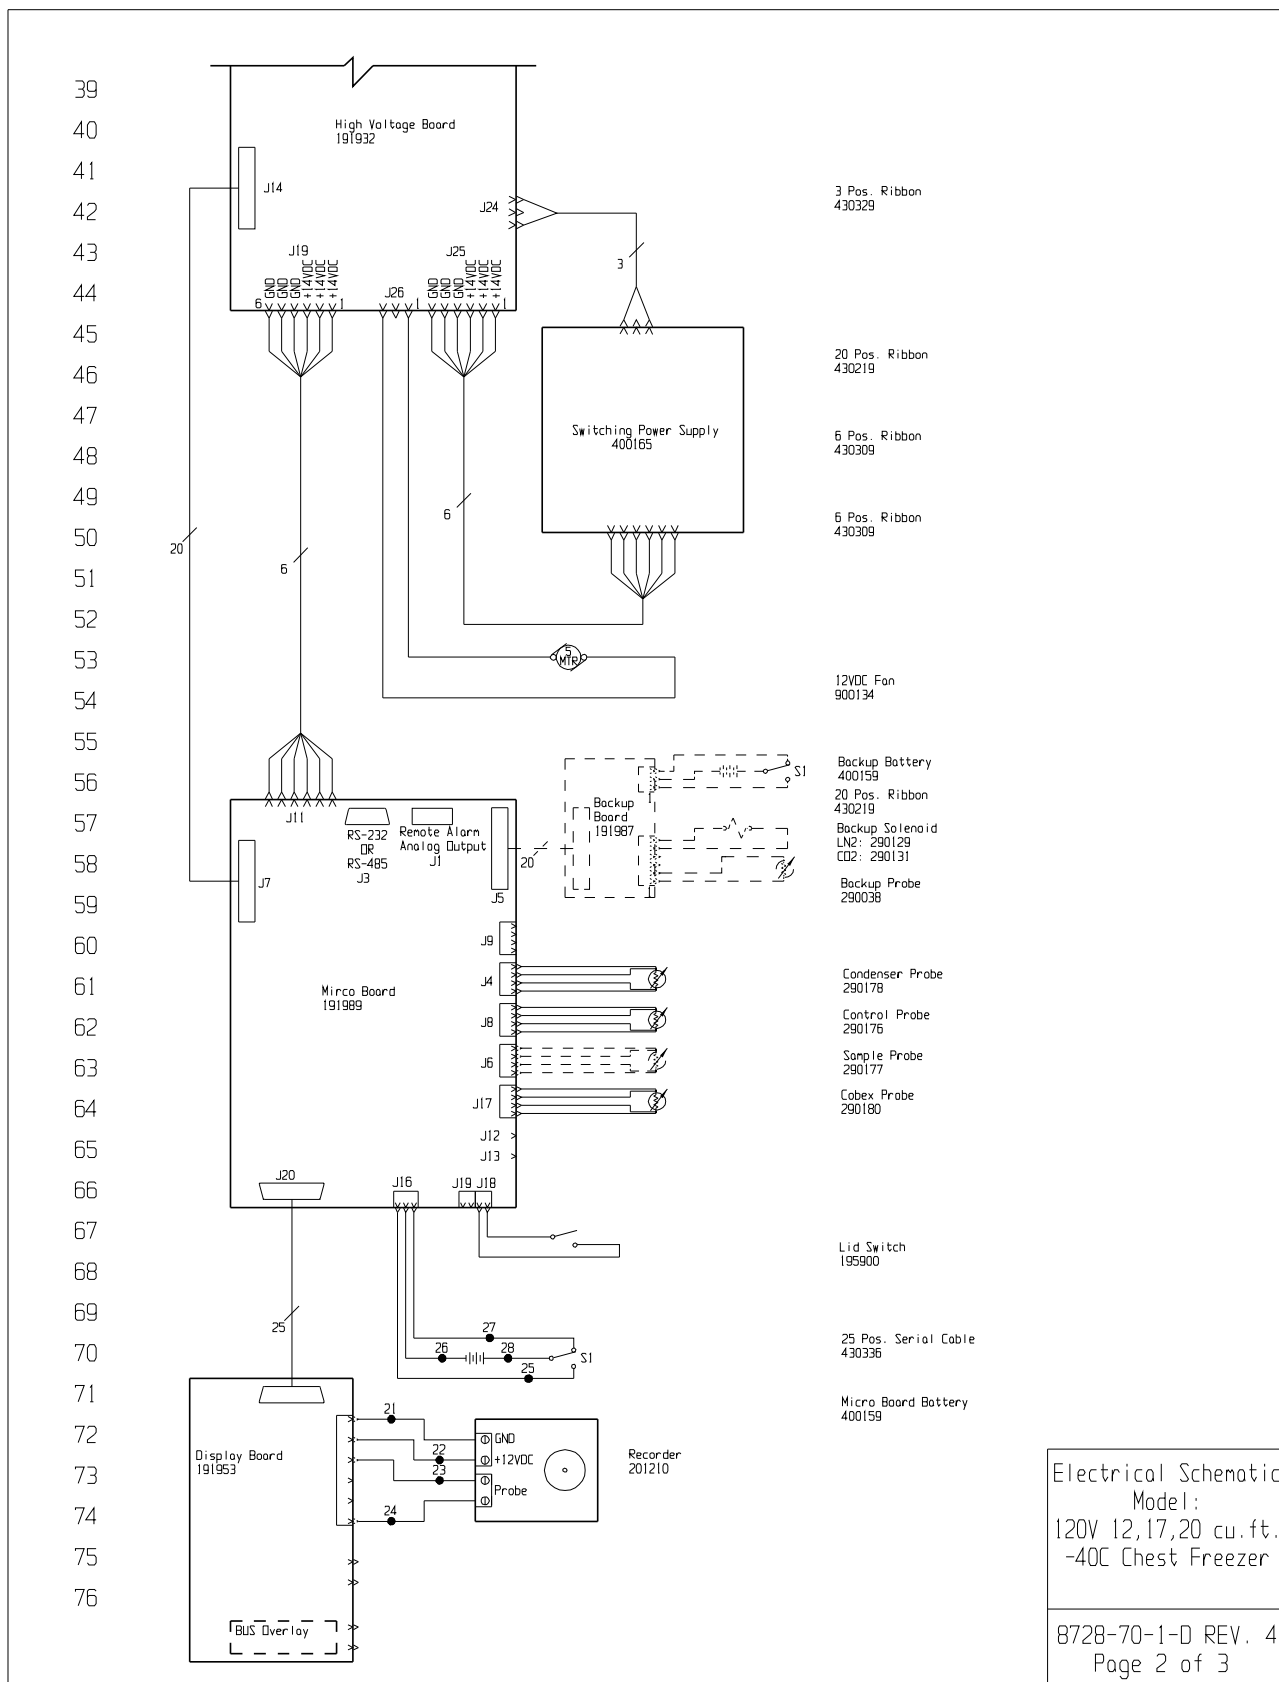 39
40
41
42
43
44
45
46
47
48
49
50
51
52
53
54
55
56
57
58
59
60
61
62
63
64
65
66
67
68
69
70
71
72
73
74
75
76
High Voltage Board
191932
J14
J24
J19
J25
GND
GND
GND
+14VDC
+14VDC
+14VDC
6
1
J26
1
GND
GND
GND
+14VDC
+14VDC
+14VDC
1
3
3 Pos. Ribbon
430329
20 Pos. Ribbon
430219
6 Pos. Ribbon
430309
6 Pos. Ribbon
430309
Switching Power Supply
400165
6
20
6
5
MTR
12VDC Fan
900134
J11
RS-232
OR
RS-485
J3
Remote Alarm
Analog Output
J1
J5
J7
20
Backup
Board
191987
1
1
S1
Backup Battery
400159
20 Pos. Ribbon
430219
Backup Solenoid
LN2: 290129
CO2: 290131
Backup Probe
290038
J9
J4
Mirco Board
191989
J8
J6
J17
J12
J13
Condenser Probe
290178
Control Probe
290176
Sample Probe
290177
Cobex Probe
290180
J20
J16
J19
J18
Lid Switch
195900
25
27
26
28
25
S1
25 Pos. Serial Cable
430336
Micro Board Battery
400159
Display Board
191953
21
22
23
24
GND
+12VDC
Probe
Recorder
201210
BUS Overlay
Electrical Schematic
Model:
120V 12,17,20 cu.ft.
-40C Chest Freezer
8728-70-1-D REV. 4
Page 2 of 3